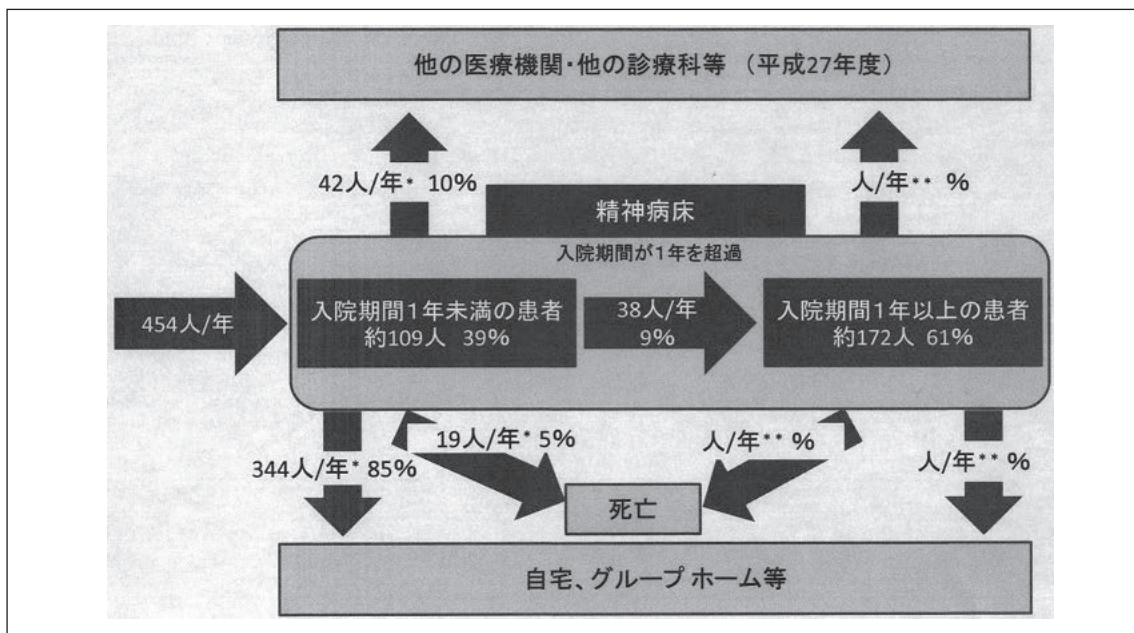 他の医療機関・他の診療科等 （平成27年度）
42人/年* 10%
人/年** %
精神病床
入院期間が1年を超過
454人/年
入院期間1年未満の患者
約109人 39%
38人/年
9%
入院期間1年以上の患者
約172人 61%
19人/年* 5%
人/年** %
344人/年* 85%
人/年** %
死亡
自宅、グループホーム等